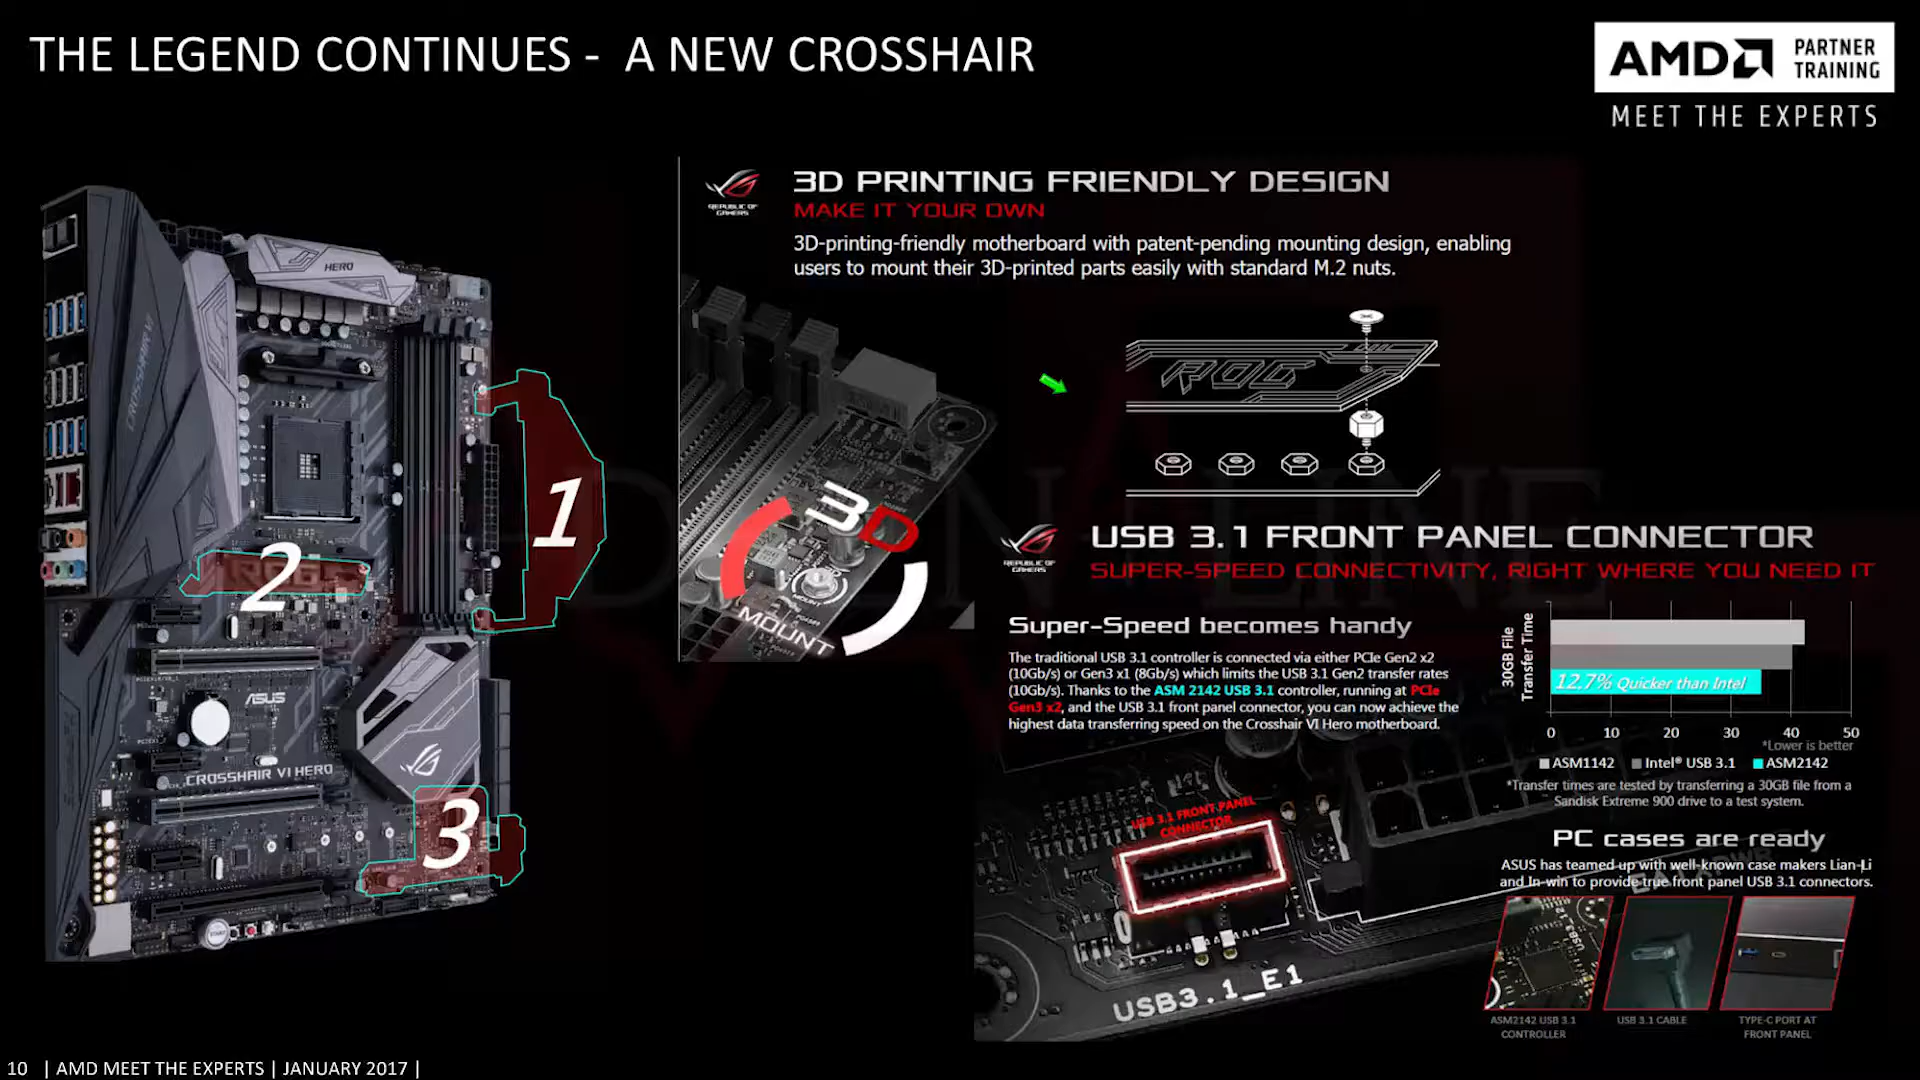 THE LEGEND CONTINUES - A NEW CROSSHAIR
AMD
PARTNER
TRAINING
MEET THE EXPERTS
HERO
CROSSHAIR VI
1
2
ROG
ASUS
CROSSHAIR VI HERO
3
START
REPUBLIC OF
GAMERS
3D PRINTING FRIENDLY DESIGN
MAKE IT YOUR OWN
3D-printing-friendly motherboard with patent-pending mounting design, enabling
users to mount their 3D-printed parts easily with standard M.2 nuts.
ROG
3D
MOUNT
REPUBLIC OF
GAMERS
USB 3.1 FRONT PANEL CONNECTOR
SUPER-SPEED CONNECTIVITY, RIGHT WHERE YOU NEED IT
Super-Speed becomes handy
The traditional USB 3.1 controller is connected via either PCIe Gen2 x2
(10Gb/s) or Gen3 x1 (8Gb/s) which limits the USB 3.1 Gen2 transfer rates
(10Gb/s). Thanks to the ASM 2142 USB 3.1 controller, running at PCIe
Gen3 x2, and the USB 3.1 front panel connector, you can now achieve the
highest data transferring speed on the Crosshair VI Hero motherboard.
30GB File
Transfer Time
12.7% Quicker than Intel
0 10 20 30 40 50
*Lower is better
ASM1142 Intel® USB 3.1 ASM2142
*Transfer times are tested by transferring a 30GB file from a
Sandisk Extreme 900 drive to a test system.
USB 3.1 FRONT PANEL
CONNECTOR
USB3.1_E1
PC cases are ready
ASUS has teamed up with well-known case makers Lian-Li
and In-win to provide true front panel USB 3.1 connectors.
ASM2142 USB 3.1
CONTROLLER
USB 3.1 CABLE
TYPE-C PORT AT
FRONT PANEL
10 | AMD MEET THE EXPERTS | JANUARY 2017 |